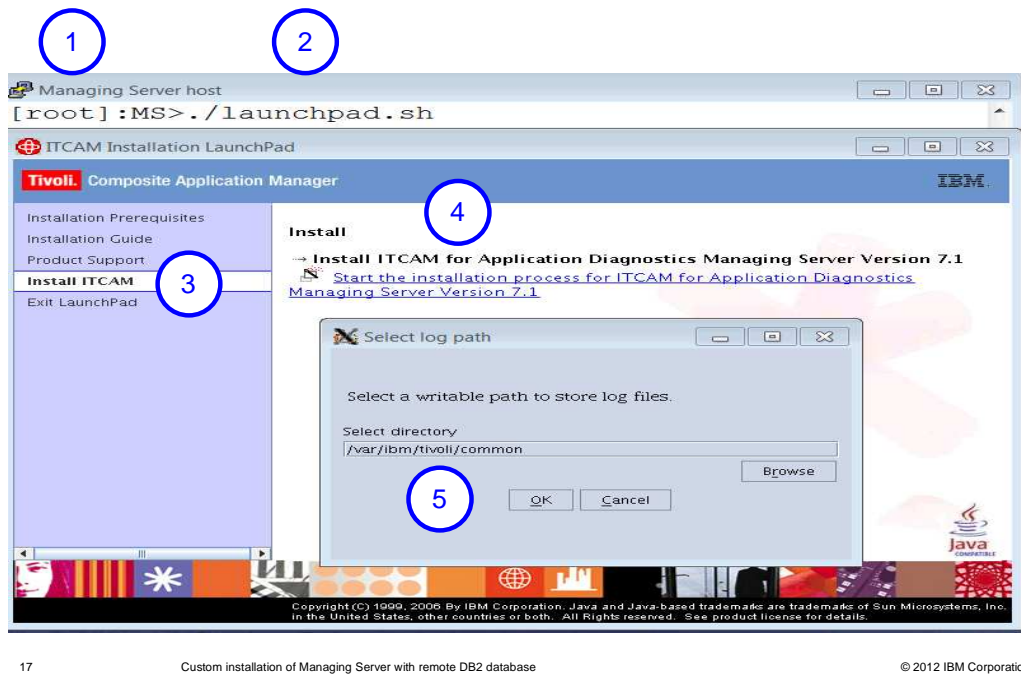 1
2
Managing Server host
[root]:MS>./launchpad.sh
ITCAM Installation LaunchPad
Tivoli. Composite Application Manager
IBM.
Installation Prerequisites
Installation Guide
Product Support
Install ITCAM
Exit LaunchPad
3
4
Install
→ Install ITCAM for Application Diagnostics Managing Server Version 7.1
Start the installation process for ITCAM for Application Diagnostics
Managing Server Version 7.1
Select log path
Select a writable path to store log files.
Select directory
/var/ibm/tivoli/common
Browse
5
OK
Cancel
Java
COMPATIBLE
Copyright (C) 1999, 2006 By IBM Corporation. Java and Java-based trademarks are trademarks of Sun Microsystems, Inc.
in the United States, other countries or both. All Rights reserved. See product license for details.
17
Custom installation of Managing Server with remote DB2 database
© 2012 IBM Corporatio